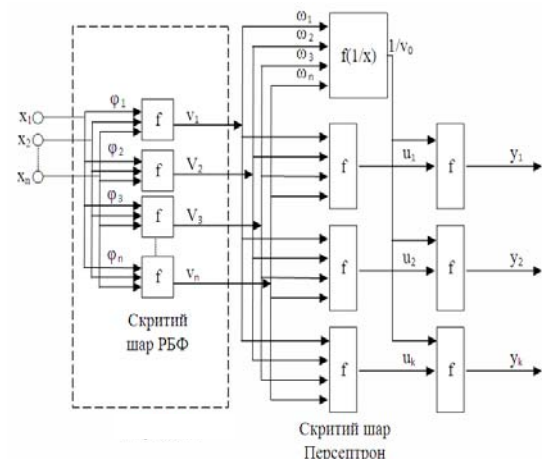 ω₁
ω₂
ω₃
ωₙ
f(1/x)
1/v₀
x₁
x₂
xₙ
φ₁
φ₂
φ₃
φₙ
f
f
f
f
v₁
V₂
V₃
vₙ
f
u₁
f
y₁
f
u₂
f
y₂
f
uₖ
f
yₖ
Скритий
шар РБФ
Скритий шар
Персептрон